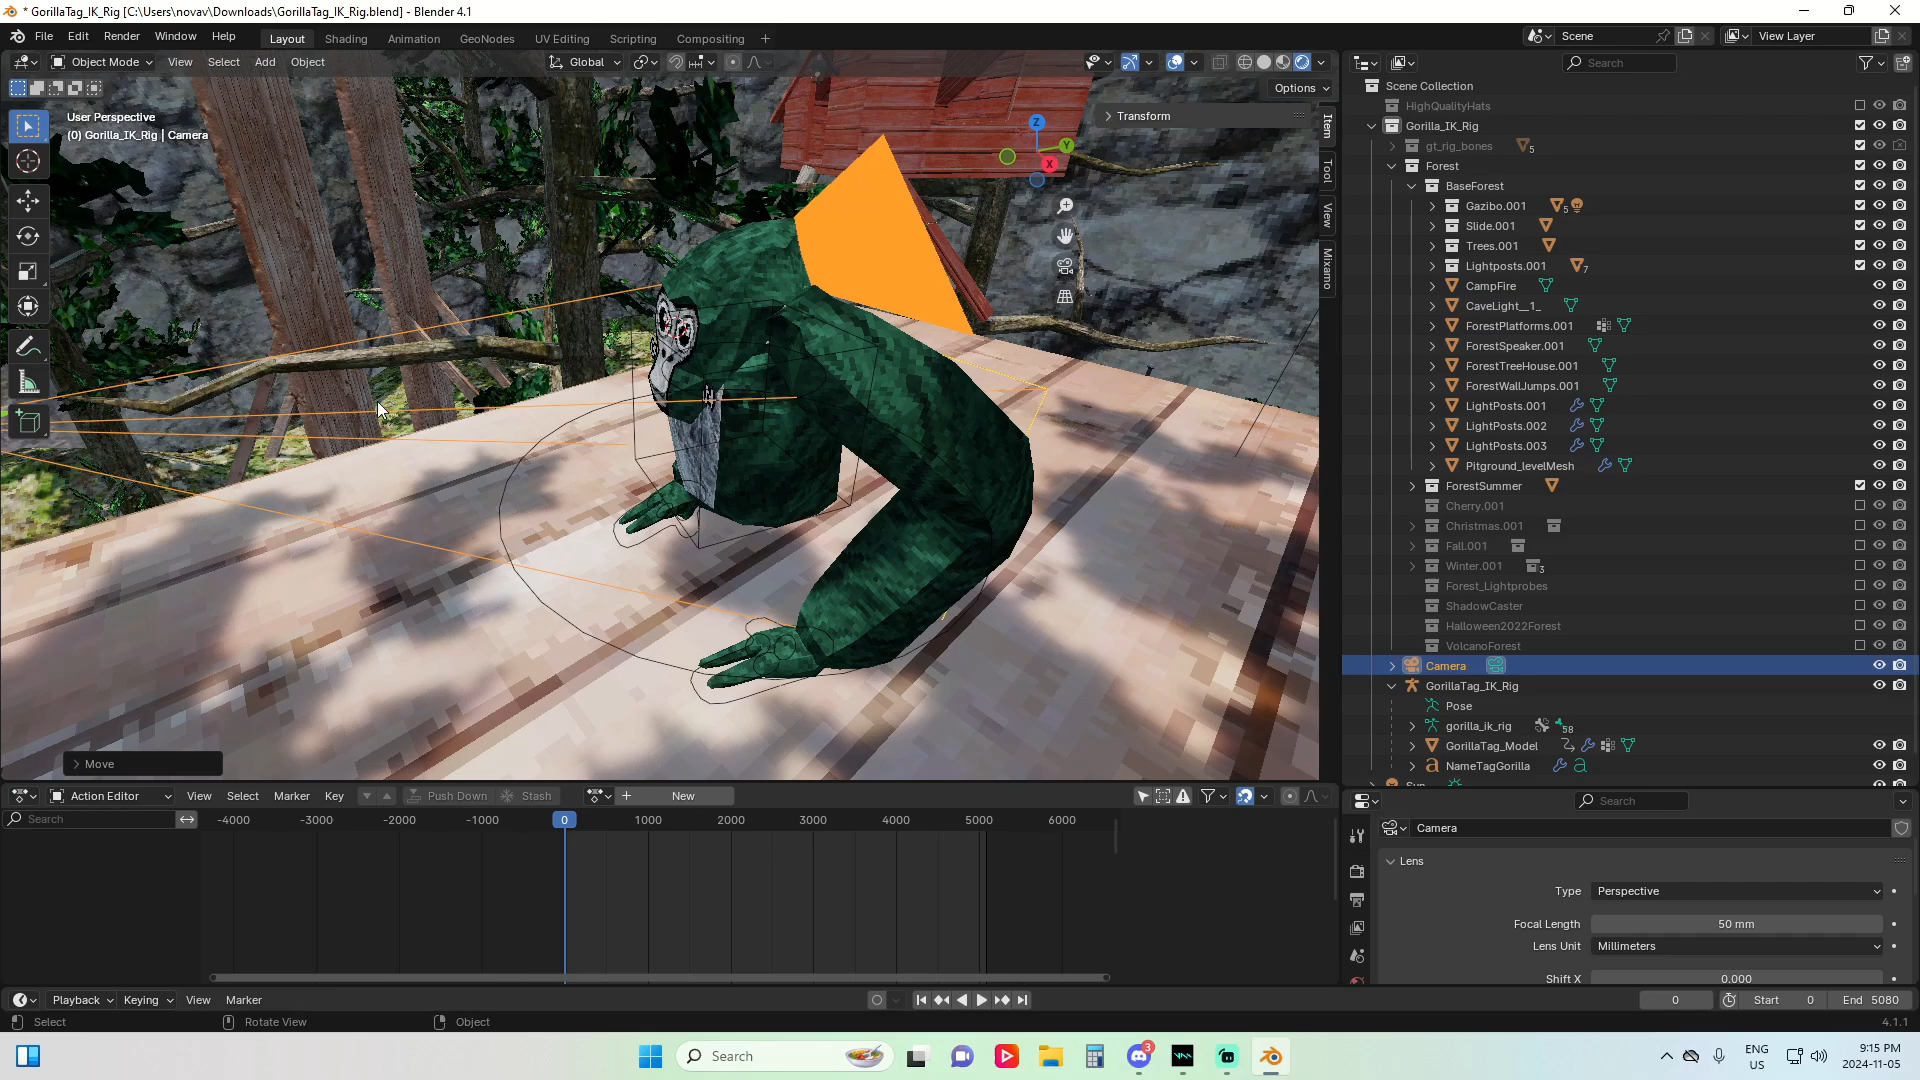 * GorillaTag_IK_Rig [C:\Users\novav\Downloads\GorillaTag_IK_Rig.blend] - Blender 4.1
File Edit Render Window Help
Layout Shading Animation GeoNodes UV Editing Scripting Compositing +
Scene
View Layer
Object Mode View Select Add Object
Global
Options
Search
User Perspective
(0) Gorilla_IK_Rig | Camera
Transform
Z
Y
X
Item
Tool
View
Mixamo
Move
Scene Collection
HighQualityHats
Gorilla_IK_Rig
gt_rig_bones 5
Forest
BaseForest
Gazibo.001 5
Slide.001
Trees.001
Lightposts.001 7
CampFire
CaveLight__1_
ForestPlatforms.001
ForestSpeaker.001
ForestTreeHouse.001
ForestWallJumps.001
LightPosts.001
LightPosts.002
LightPosts.003
Pitground_levelMesh
ForestSummer
Cherry.001
Christmas.001
Fall.001
Winter.001 3
Forest_Lightprobes
ShadowCaster
Halloween2022Forest
VolcanoForest
Camera
GorillaTag_IK_Rig
Pose
gorilla_ik_rig 58
GorillaTag_Model
NameTagGorilla
Action Editor View Select Marker Key Push Down Stash New
Search
-4000 -3000 -2000 -1000 0 1000 2000 3000 4000 5000 6000
Search
Camera
Lens
Type Perspective
Focal Length 50 mm
Lens Unit Millimeters
Shift X 0.000
Playback Keying View Marker
0 Start 0 End 5080
Select Rotate View Object
4.1.1
Search
3
ENG
US
9:15 PM
2024-11-05